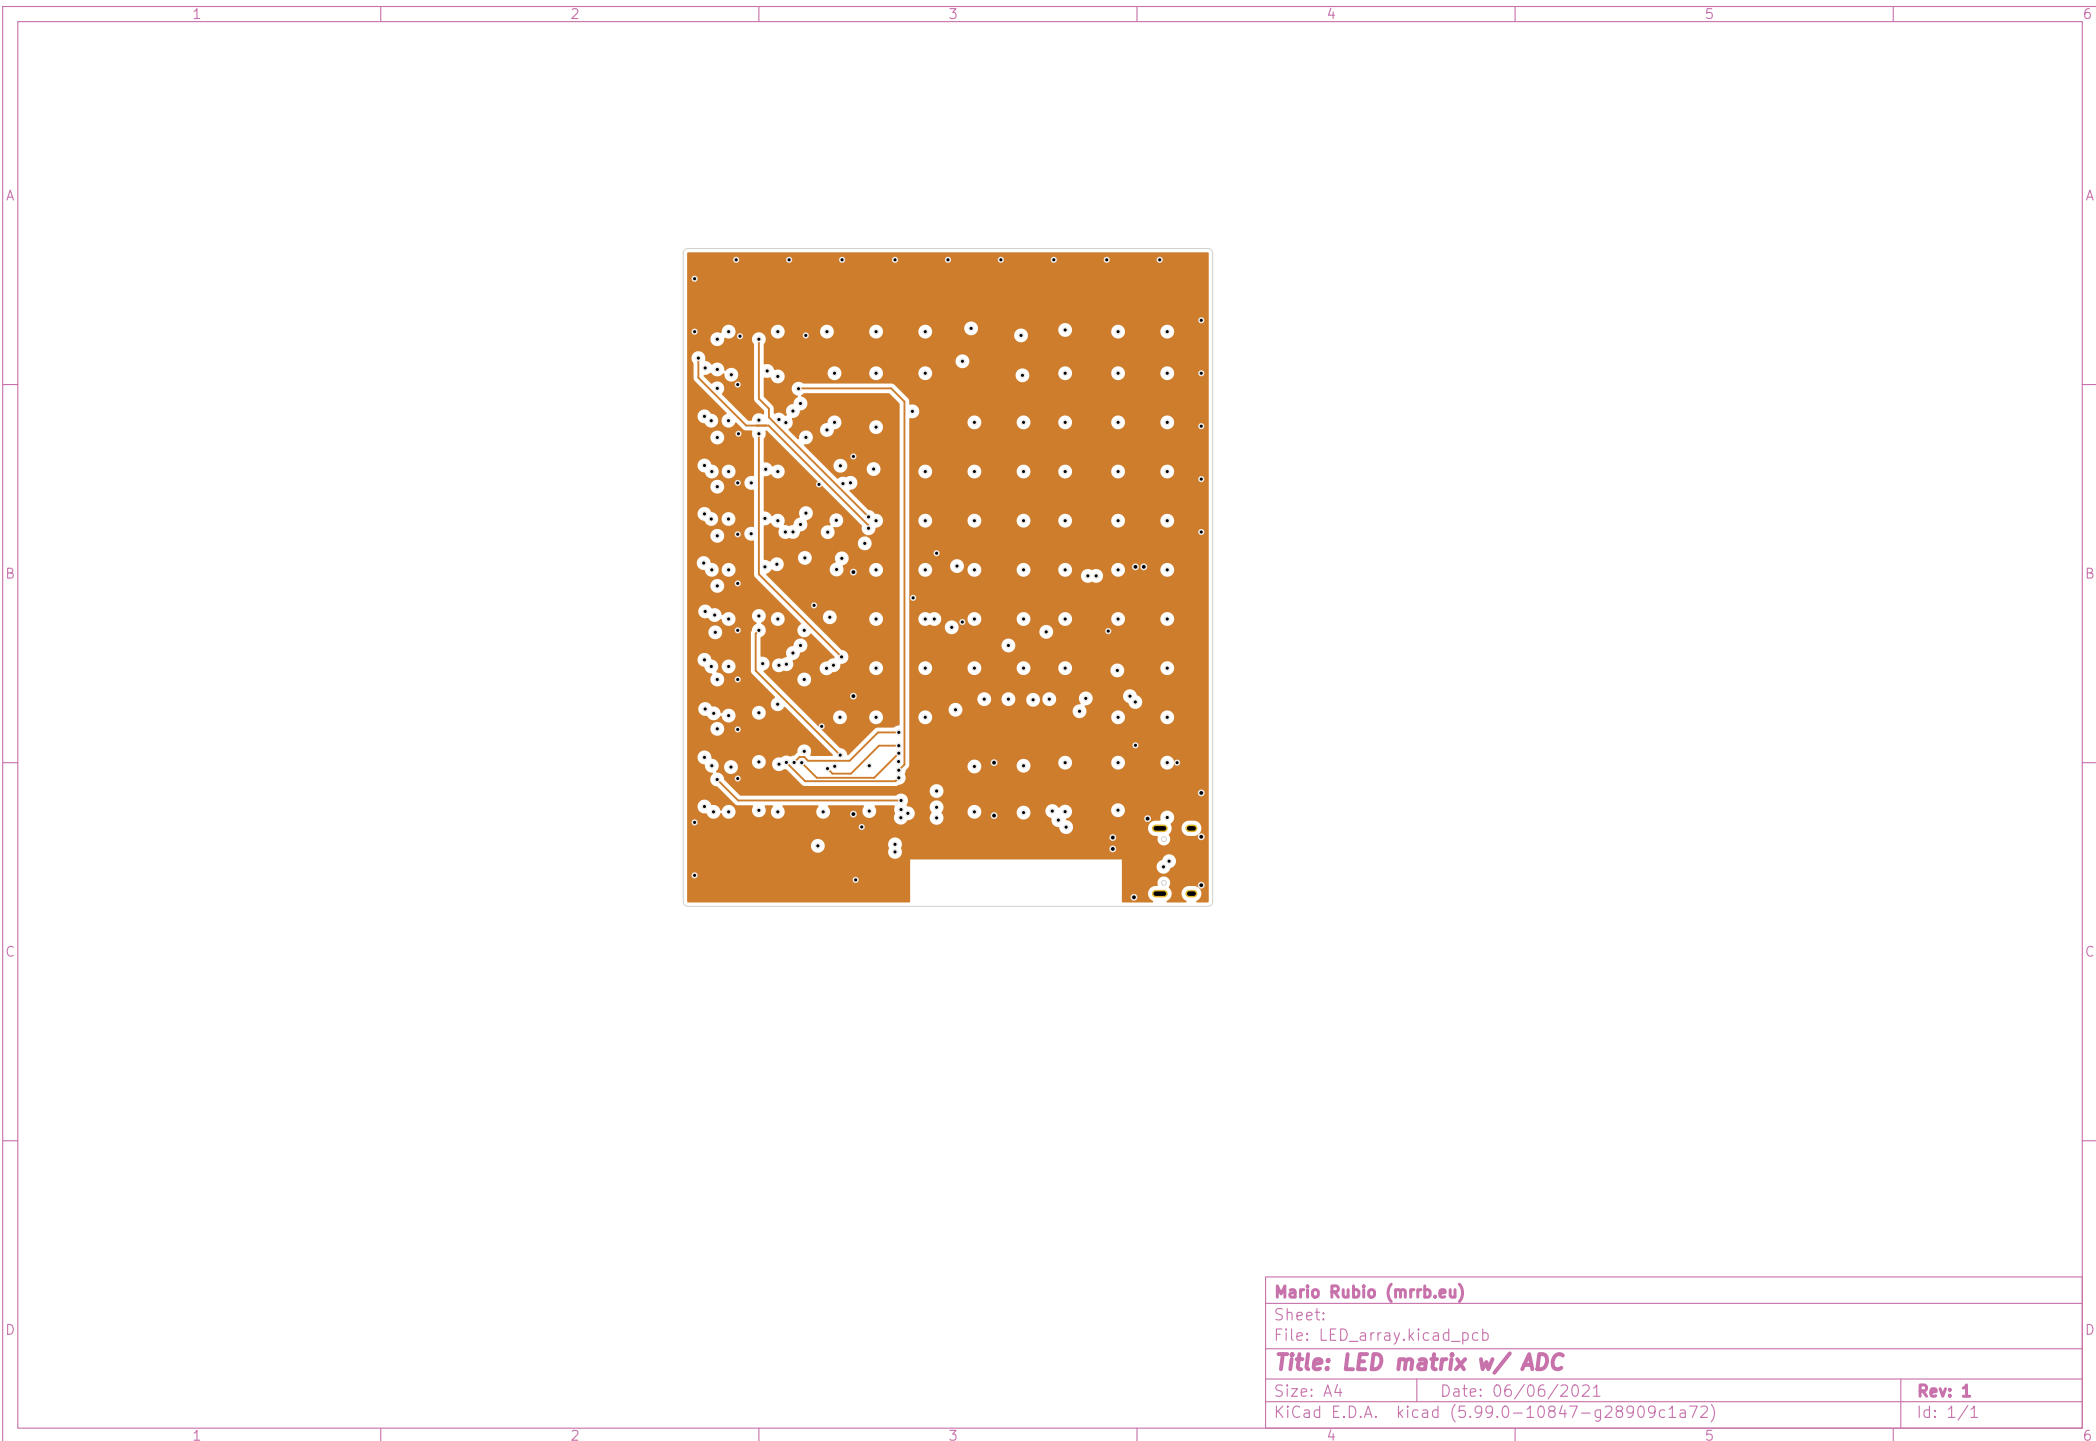 1 2 3 4 5 6
A A
B B
C C
D D
Mario Rubio (mrrb.eu)
Sheet:
File: LED_array.kicad_pcb
Title: LED matrix w/ ADC
Size: A4 Date: 06/06/2021 Rev: 1
KiCad E.D.A. kicad (5.99.0-10847-g28909c1a72) Id: 1/1
1 2 3 4 5 6